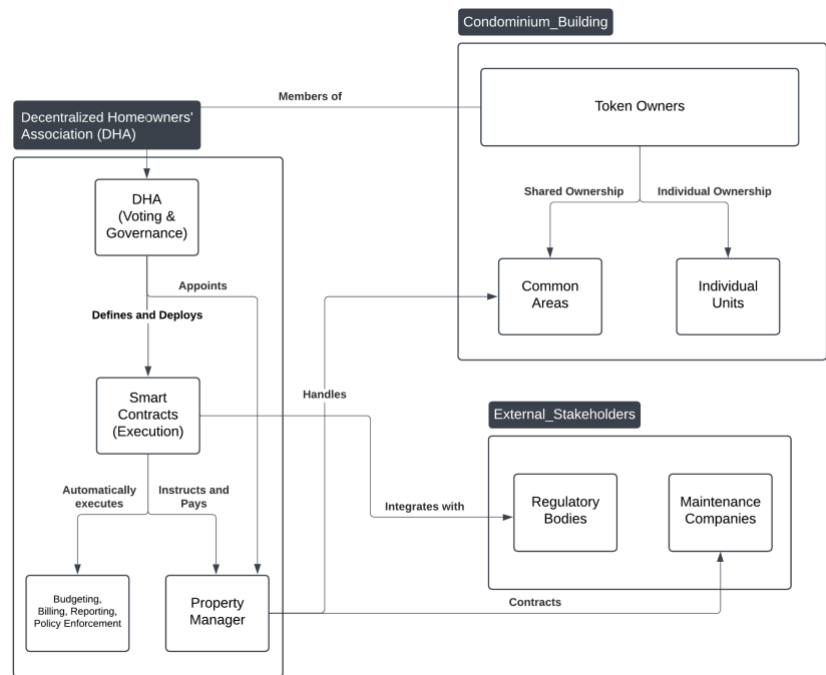 Condominium_Building
Token Owners
Members of
Decentralized Homeowners'
Association (DHA)
DHA
(Voting &
Governance)
Shared Ownership
Individual Ownership
Common
Areas
Individual
Units
Appoints
Defines and Deploys
Smart
Contracts
(Execution)
Handles
External_Stakeholders
Automatically
executes
Instructs and
Pays
Integrates with
Regulatory
Bodies
Maintenance
Companies
Budgeting,
Billing, Reporting,
Policy Enforcement
Property
Manager
Contracts